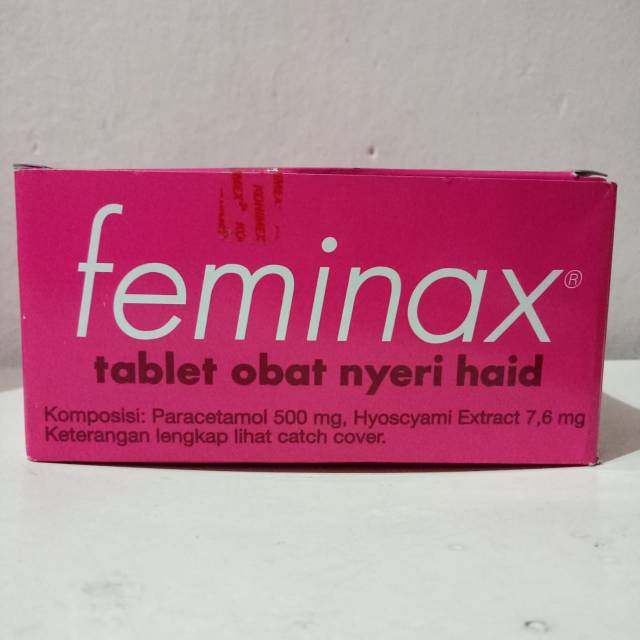 feminax®
tablet obat nyeri haid
Komposisi: Paracetamol 500 mg, Hyoscyami Extract 7,6 mg
Keterangan lengkap lihat catch cover.
KONIMEX